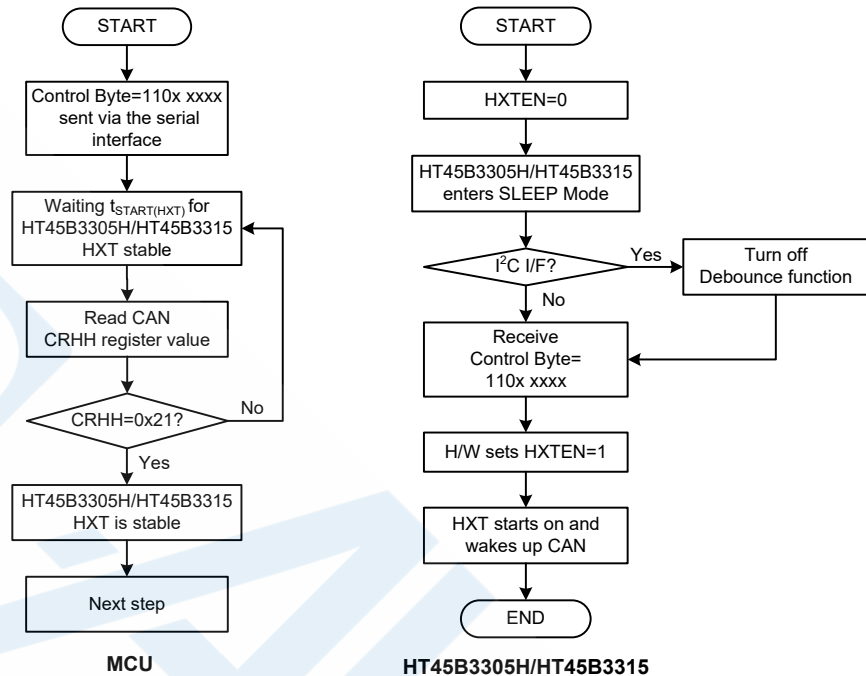 START
Control Byte=110x xxxx
sent via the serial
interface
Waiting tSTART(HXT) for
HT45B3305H/HT45B3315
HXT stable
Read CAN
CRHH register value
CRHH=0x21?
No
Yes
HT45B3305H/HT45B3315
HXT is stable
Next step
MCU
START
HXTEN=0
HT45B3305H/HT45B3315
enters SLEEP Mode
I²C I/F?
Yes
Turn off
Debounce function
No
Receive
Control Byte=
110x xxxx
H/W sets HXTEN=1
HXT starts on and
wakes up CAN
END
HT45B3305H/HT45B3315